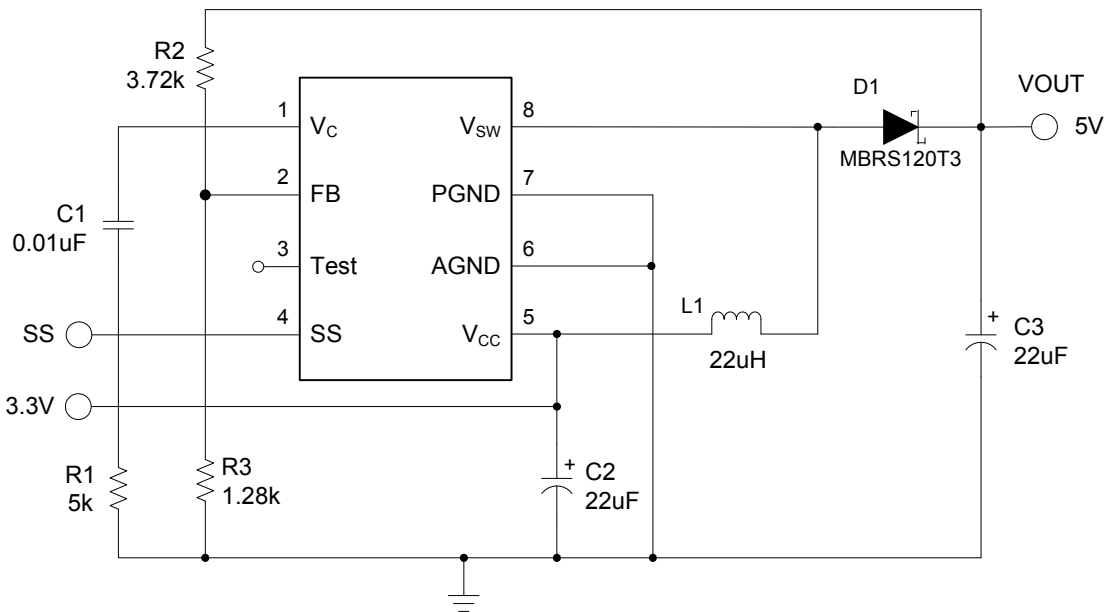 R2
3.72k
1
V_C
2
FB
3
Test
4
SS
8
V_SW
7
PGND
6
AGND
5
V_CC
C1
0.01uF
SS
3.3V
R1
5k
R3
1.28k
+
C2
22uF
L1
22uH
D1
MBRS120T3
VOUT
5V
+
C3
22uF